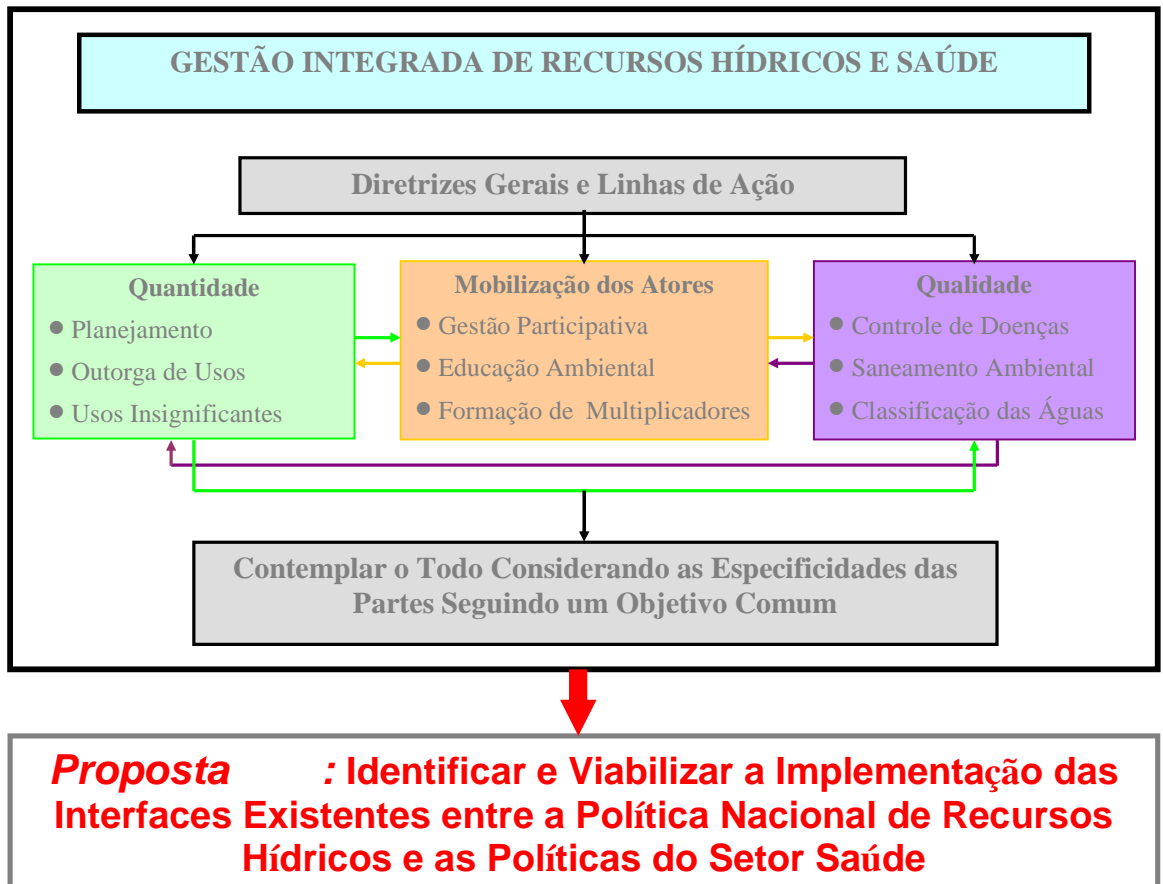 GESTÃO INTEGRADA DE RECURSOS HÍDRICOS E SAÚDE
Diretrizes Gerais e Linhas de Ação
Quantidade
● Planejamento
● Outorga de Usos
● Usos Insignificantes
Mobilização dos Atores
● Gestão Participativa
● Educação Ambiental
● Formação de Multiplicadores
Qualidade
● Controle de Doenças
● Saneamento Ambiental
● Classificação das Águas
Contemplar o Todo Considerando as Especificidades das
Partes Seguindo um Objetivo Comum
Proposta : Identificar e Viabilizar a Implementação das
Interfaces Existentes entre a Política Nacional de Recursos
Hídricos e as Políticas do Setor Saúde